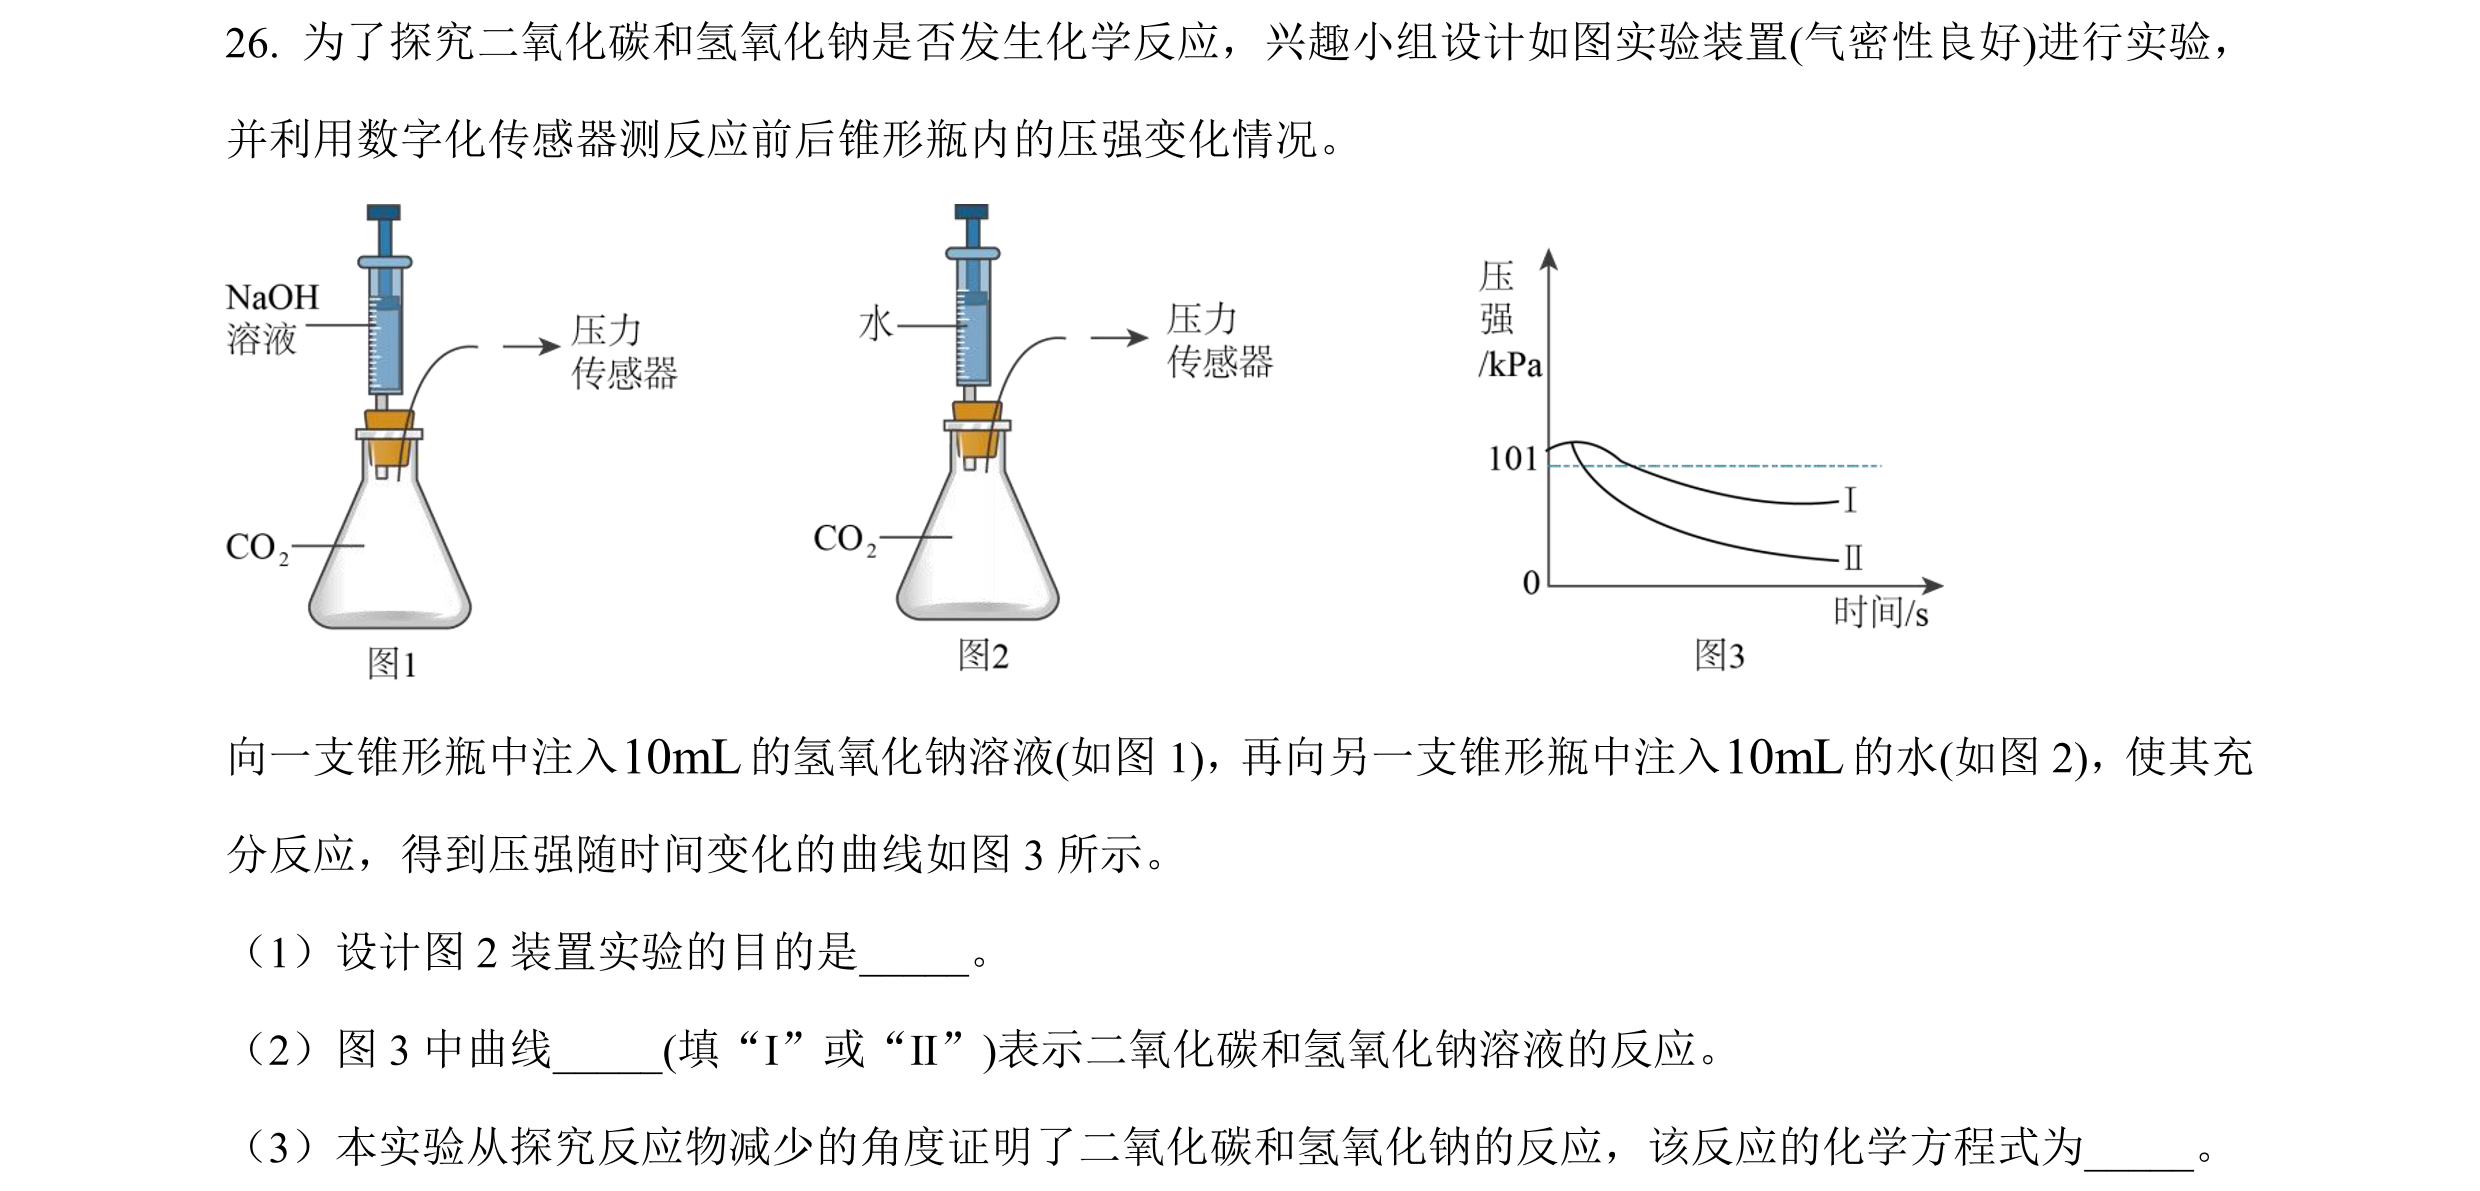 26. 为了探究二氧化碳和氢氧化钠是否发生化学反应，兴趣小组设计如图实验装置(气密性良好)进行实验，
并利用数字化传感器测反应前后锥形瓶内的压强变化情况。
NaOH
溶液
压力
传感器
CO₂
图1
水
压力
传感器
CO₂
图2
压
强
/kPa
101
0
I
II
时间/s
图3
向一支锥形瓶中注入10mL的氢氧化钠溶液(如图 1)，再向另一支锥形瓶中注入10mL的水(如图 2)，使其充
分反应，得到压强随时间变化的曲线如图 3 所示。
（1）设计图 2 装置实验的目的是_____。
（2）图 3 中曲线_____(填“I”或“II”)表示二氧化碳和氢氧化钠溶液的反应。
（3）本实验从探究反应物减少的角度证明了二氧化碳和氢氧化钠的反应，该反应的化学方程式为_____。